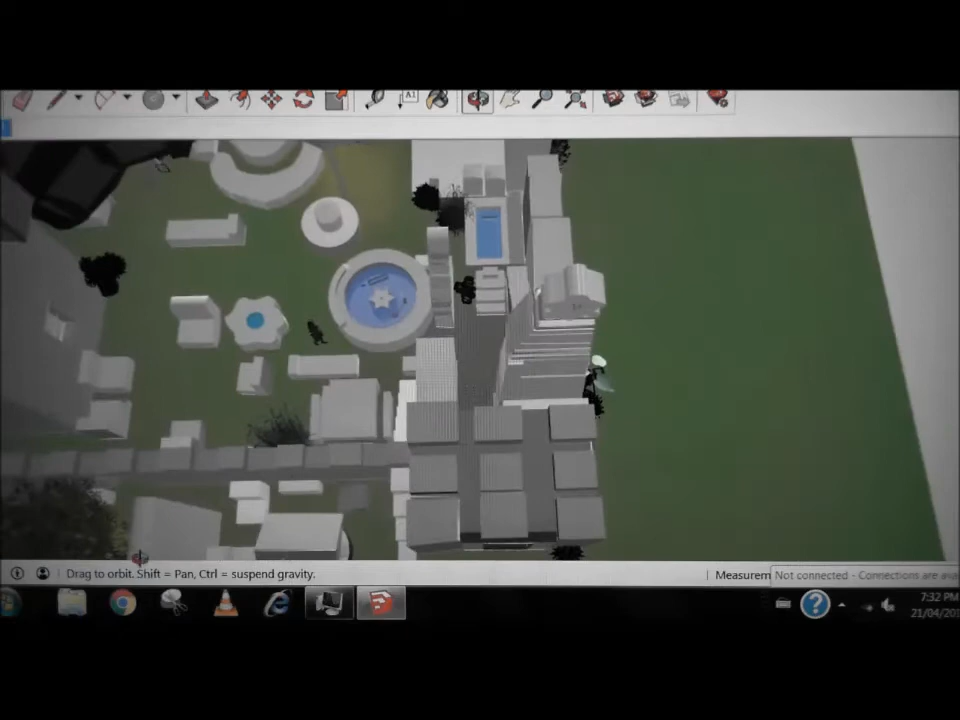 A1
Drag to orbit. Shift = Pan, Ctrl = suspend gravity.
Measurem
Not connected - Connections are ava
7:32 PM
21/04/20